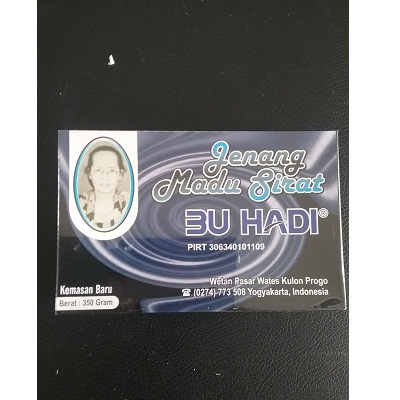 Jenang
Madu Sirat
BU HADI®
PIRT 306340101109
Wetan Pasar Wates Kulon Progo
☎ (0274) 773 508 Yogyakarta, Indonesia
Kemasan Baru
Berat : 350 Gram